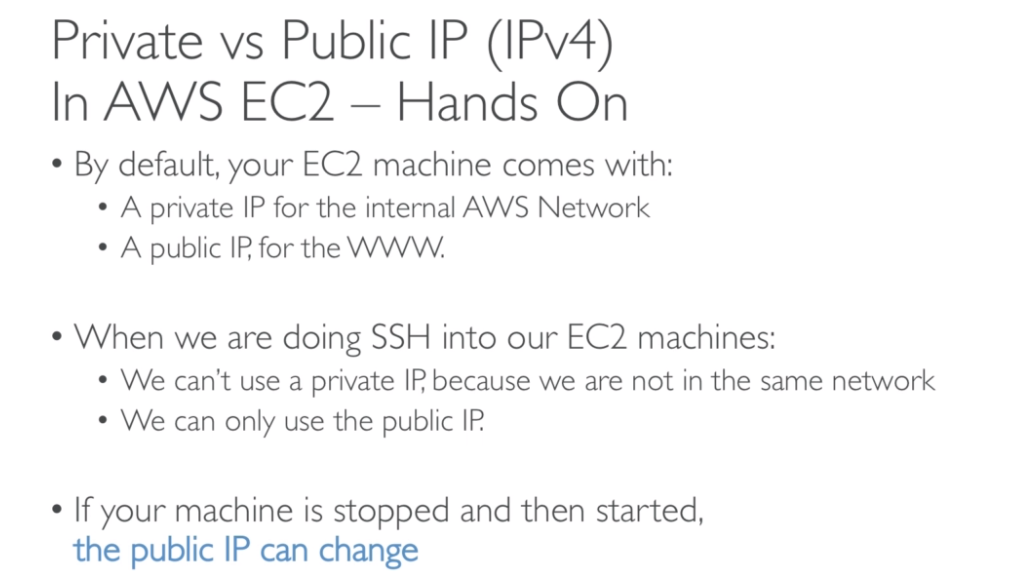 Private vs Public IP (IPv4)
In AWS EC2 – Hands On
• By default, your EC2 machine comes with:
• A private IP for the internal AWS Network
• A public IP, for the WWW.
• When we are doing SSH into our EC2 machines:
• We can't use a private IP, because we are not in the same network
• We can only use the public IP.
• If your machine is stopped and then started,
the public IP can change